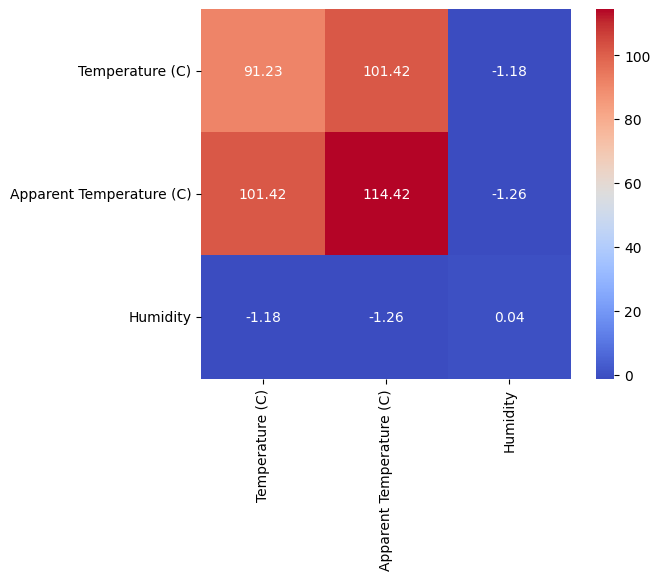 Temperature (C)
91.23
101.42
-1.18
Apparent Temperature (C)
101.42
114.42
-1.26
Humidity
-1.18
-1.26
0.04
Temperature (C)
Apparent Temperature (C)
Humidity
100
80
60
40
20
0